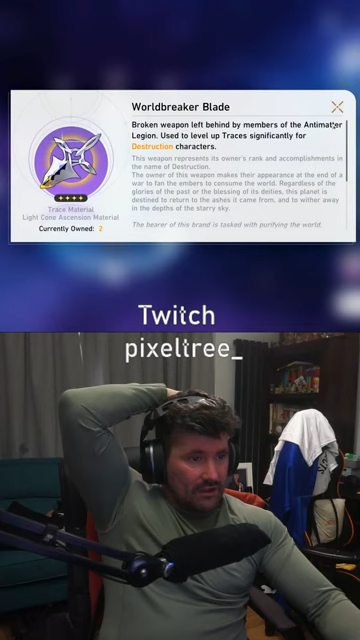 Worldbreaker Blade
Broken weapon left behind by members of the Antimatter
Legion. Used to level up Traces significantly for
Destruction characters.
This weapon represents its owner's rank and accomplishments in
the name of Destruction.
The owner of this weapon makes their appearance at the end of a
war to fan the embers to consume the world. Regardless of the
glories of the past or the blessing of its deities, this planet is
destined to return to the ashes it came from, and to wither away
in the depths of the starry sky.
The bearer of this brand is tasked with purifying the world.
Trace Material
Light Cone Ascension Material
Currently Owned: 2
Twitch
pixeltree_